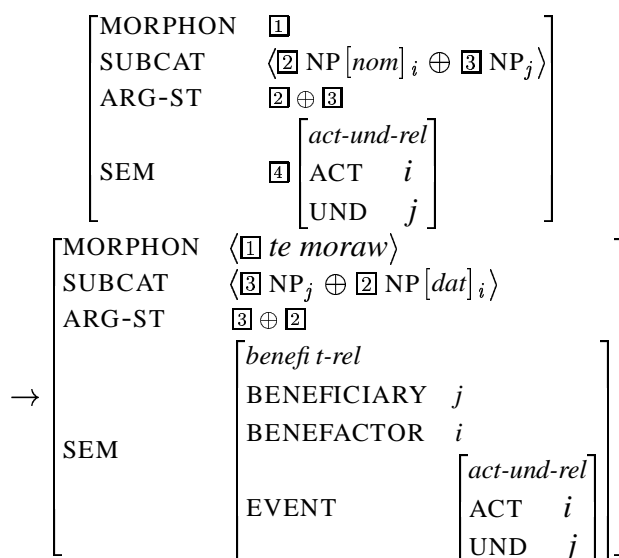 MORPHON 1
SUBCAT ⟨2 NP[nom] i ⊕ 3 NP j⟩
ARG-ST 2 ⊕ 3
act-und-rel
SEM 4 ACT i
UND j
MORPHON ⟨1 te moraw⟩
SUBCAT ⟨3 NP j ⊕ 2 NP[dat] i⟩
ARG-ST 3 ⊕ 2
benefi t-rel
BENEFICIARY j
→ BENEFACTOR i
SEM
act-und-rel
EVENT ACT i
UND j